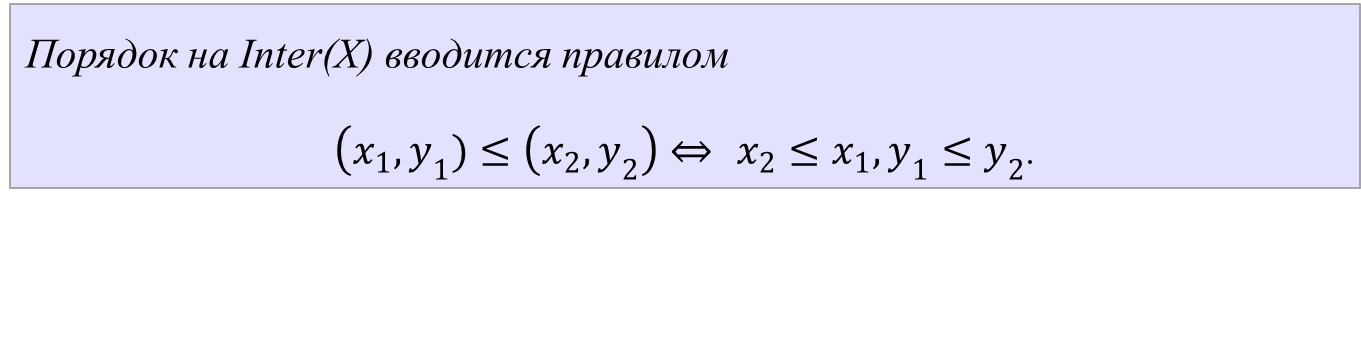 Порядок на Inter(X) вводится правилом
(x₁, y₁) ≤ (x₂, y₂) ⇔ x₂ ≤ x₁, y₁ ≤ y₂.